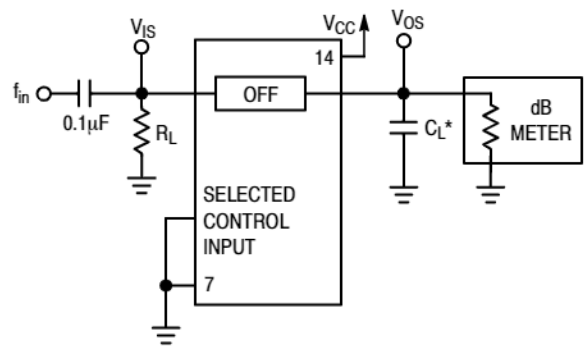 V_IS
V_CC
V_OS
14
f_in
0.1μF
R_L
OFF
C_L*
dB
METER
SELECTED
CONTROL
INPUT
7